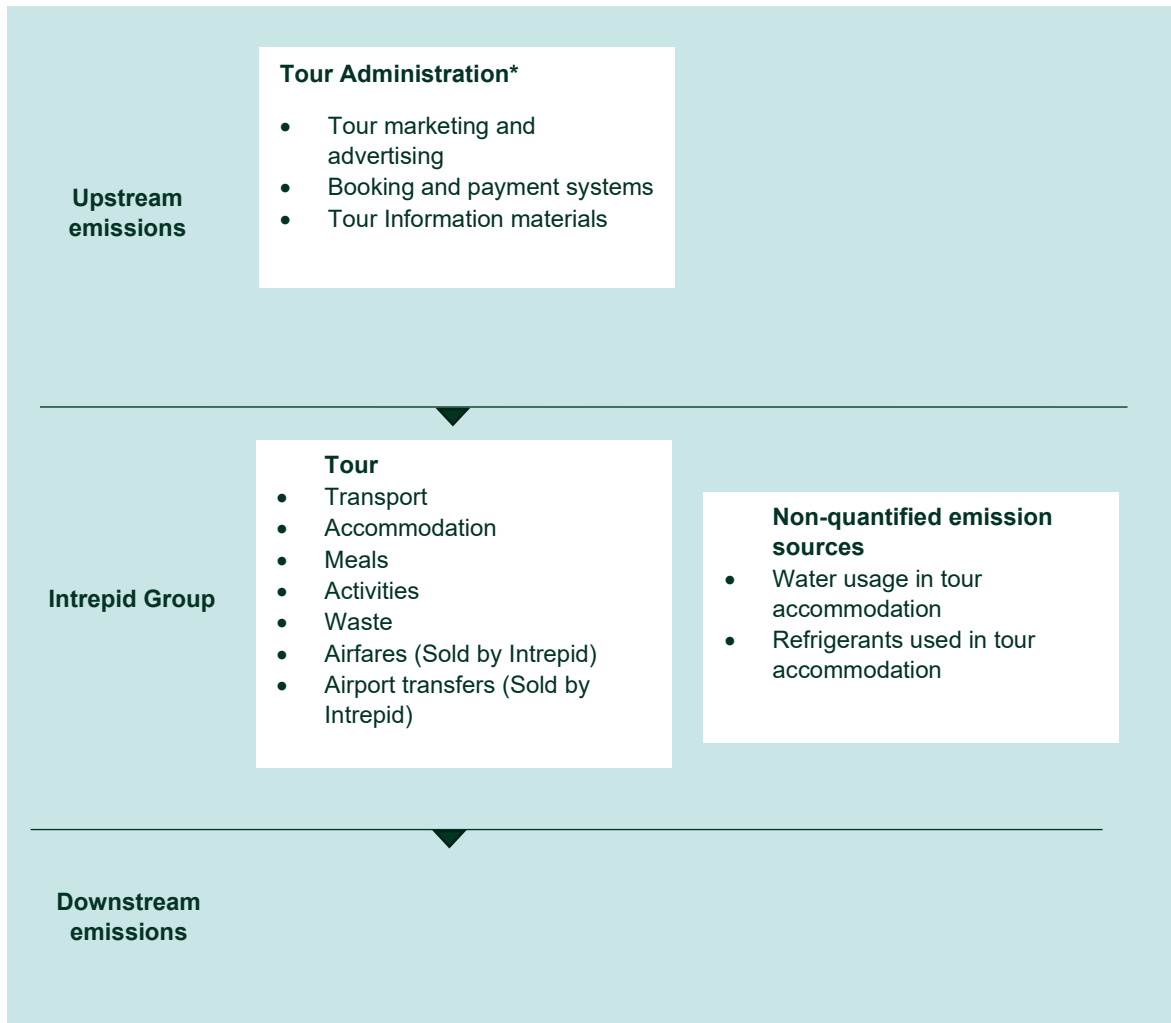 Tour Administration*
• Tour marketing and
advertising
• Booking and payment systems
• Tour Information materials
Upstream
emissions
Tour
• Transport
• Accommodation
• Meals
• Activities
• Waste
• Airfares (Sold by Intrepid)
• Airport transfers (Sold by
Intrepid)
Intrepid Group
Non-quantified emission
sources
• Water usage in tour
accommodation
• Refrigerants used in tour
accommodation
Downstream
emissions